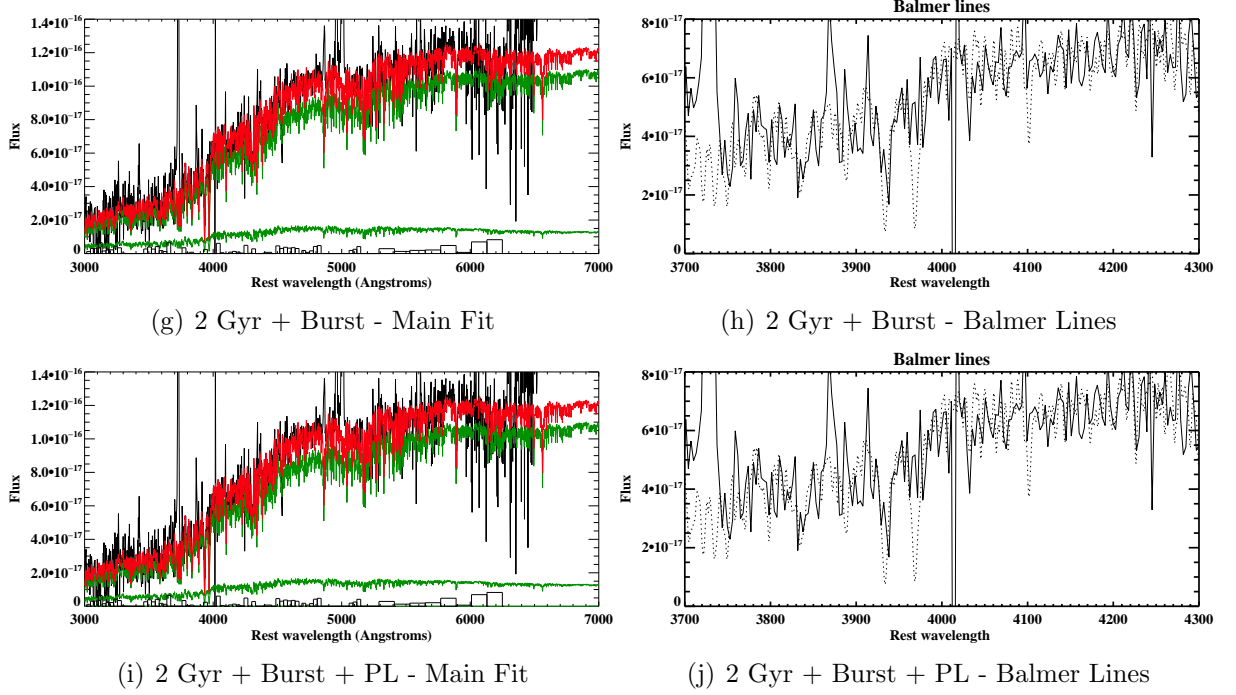 1.4•10⁻¹⁶
1.2•10⁻¹⁶
1.0•10⁻¹⁶
8.0•10⁻¹⁷
6.0•10⁻¹⁷
4.0•10⁻¹⁷
2.0•10⁻¹⁷
0
Flux
3000 4000 5000 6000 7000
Rest wavelength (Angstroms)
(g) 2 Gyr + Burst - Main Fit
Balmer lines
8•10⁻¹⁷
6•10⁻¹⁷
4•10⁻¹⁷
2•10⁻¹⁷
0
Flux
3700 3800 3900 4000 4100 4200 4300
Rest wavelength
(h) 2 Gyr + Burst - Balmer Lines
1.4•10⁻¹⁶
1.2•10⁻¹⁶
1.0•10⁻¹⁶
8.0•10⁻¹⁷
6.0•10⁻¹⁷
4.0•10⁻¹⁷
2.0•10⁻¹⁷
0
Flux
3000 4000 5000 6000 7000
Rest wavelength (Angstroms)
(i) 2 Gyr + Burst + PL - Main Fit
Balmer lines
8•10⁻¹⁷
6•10⁻¹⁷
4•10⁻¹⁷
2•10⁻¹⁷
0
Flux
3700 3800 3900 4000 4100 4200 4300
Rest wavelength
(j) 2 Gyr + Burst + PL - Balmer Lines